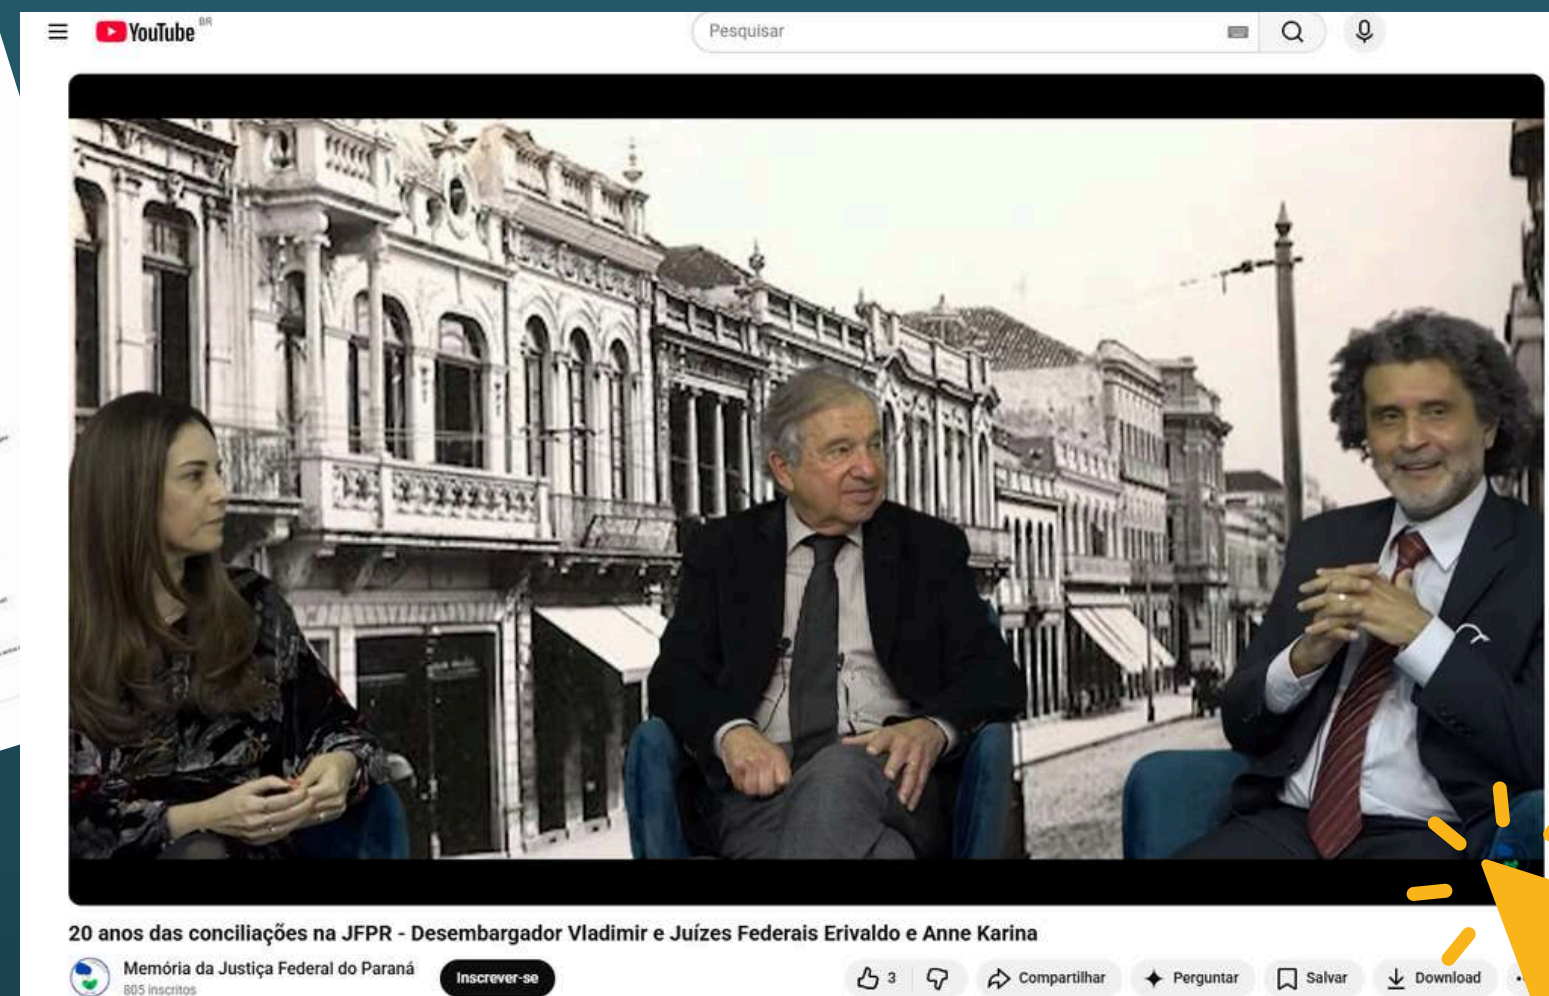 YouTube BR
Pesquisar
20 anos das conciliações na JFPR - Desembargador Vladimir e Juízes Federais Erivaldo e Anne Karina
Memória da Justiça Federal do Paraná
805 inscritos
Inscrever-se
3
Compartilhar
Perguntar
Salvar
Download